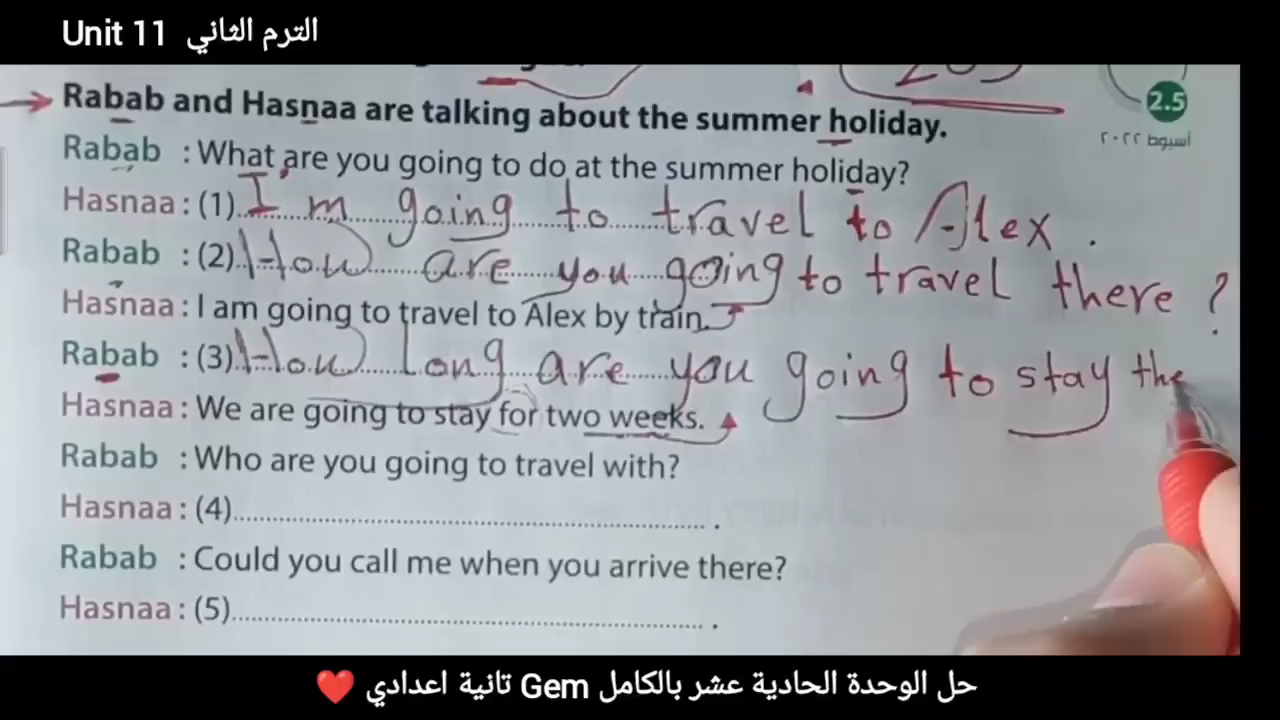 Unit 11 الترم الثاني
2.5
أسيوط ٢٠٢٢
Rabab and Hasnaa are talking about the summer holiday.
Rabab : What are you going to do at the summer holiday?
Hasnaa : (1) I'm going to travel to Alex .
Rabab : (2) How are you going to travel there ?
Hasnaa : I am going to travel to Alex by train.
Rabab : (3) How long are you going to stay the
Hasnaa : We are going to stay for two weeks.
Rabab : Who are you going to travel with?
Hasnaa : (4) .
Rabab : Could you call me when you arrive there?
Hasnaa : (5) .
حل الوحدة الحادية عشر بالكامل Gem تانية اعدادي ❤️